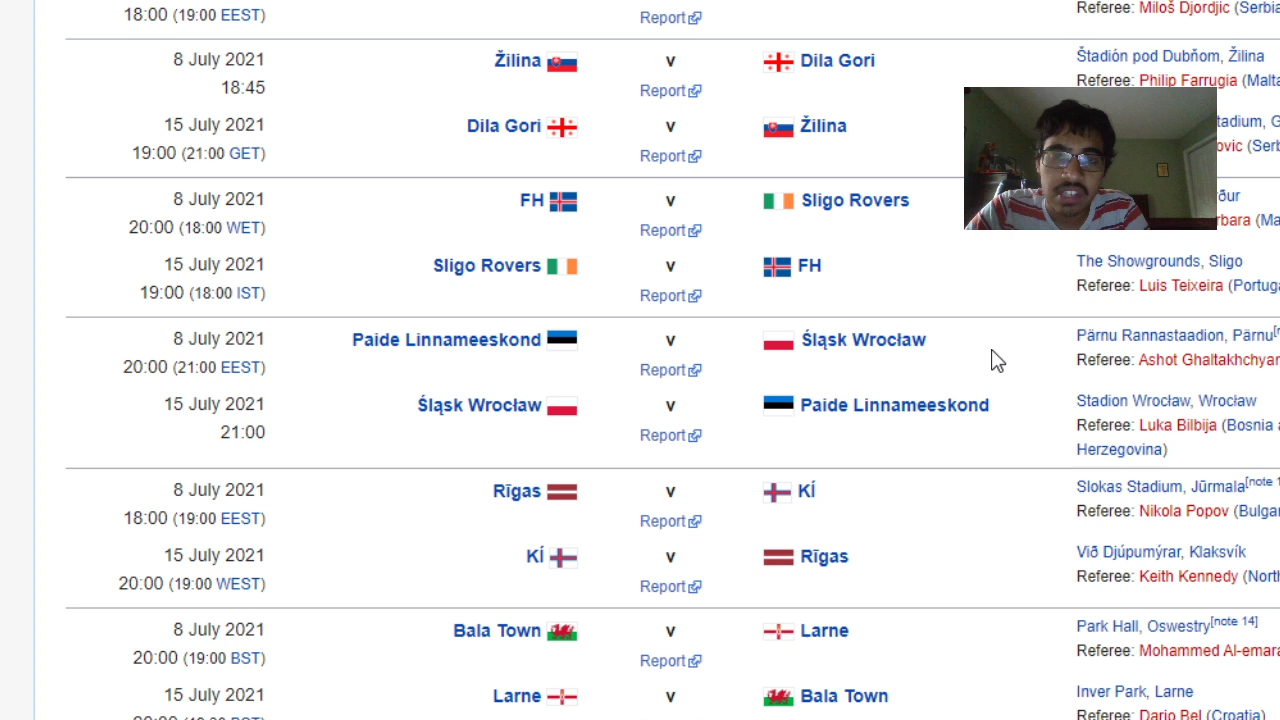 18:00 (19:00 EEST)
Report
Referee: Miloš Djordjic (Serbia
8 July 2021
18:45
Žilina v Dila Gori
Report
Štadión pod Dubňom, Žilina
Referee: Philip Farrugia (Malta
15 July 2021
19:00 (21:00 GET)
Dila Gori v Žilina
Report
8 July 2021
20:00 (18:00 WET)
FH v Sligo Rovers
Report
15 July 2021
19:00 (18:00 IST)
Sligo Rovers v FH
Report
The Showgrounds, Sligo
Referee: Luis Teixeira (Portuga
8 July 2021
20:00 (21:00 EEST)
Paide Linnameeskond v Śląsk Wrocław
Report
Pärnu Rannastaadion, Pärnu
Referee: Ashot Ghaltakhchyar
15 July 2021
21:00
Śląsk Wrocław v Paide Linnameeskond
Report
Stadion Wrocław, Wrocław
Referee: Luka Bilbija (Bosnia a
Herzegovina)
8 July 2021
18:00 (19:00 EEST)
Rīgas v KÍ
Report
Slokas Stadium, Jūrmala[note 1
Referee: Nikola Popov (Bulgar
15 July 2021
20:00 (19:00 WEST)
KÍ v Rīgas
Report
Við Djúpumýrar, Klaksvík
Referee: Keith Kennedy (North
8 July 2021
20:00 (19:00 BST)
Bala Town v Larne
Report
Park Hall, Oswestry[note 14]
Referee: Mohammed Al-emara
15 July 2021
Larne v Bala Town
Inver Park, Larne
Referee: Dario Bel (Croatia)